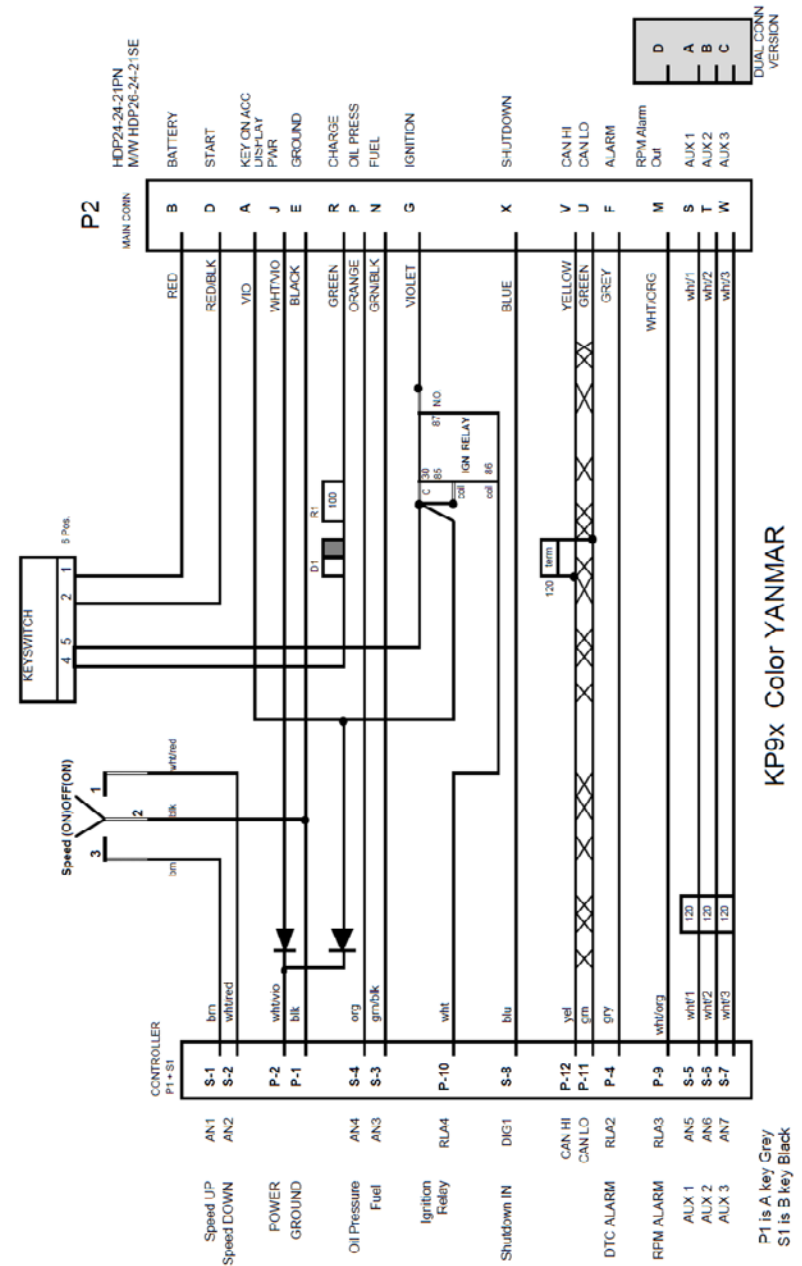 KP9x Color YANMAR
P2
MAIN CONN
HDP24-24-21PN
M/W HDP26-24-21SE
B BATTERY RED
D START RED/BLK
A KEY ON ACC VIO
J DISPLAY PWR WHT/VIO
E GROUND BLACK
R CHARGE GREEN
P OIL PRESS ORANGE
N FUEL GRN/BLK
G IGNITION VIOLET
X SHUTDOWN BLUE
V CAN HI YELLOW
U CAN LO GREEN
F ALARM GREY
M RPM Alarm Out WHT/ORG
S AUX 1 wht/1
T AUX 2 wht/2
W AUX 3 wht/3
D
A
B
C
DUAL CONN
VERSION
KEYSWITCH
6 Pos.
4 5 2 1
Speed (ON)OFF(ON)
3 2 1
brn
blk
wht/red
D1
R1
100
IGN RELAY
30
85
87 N.O
86
C
coil
coil
120
term
120
120
120
CONTROLLER
P1 + S1
Speed UP AN1 S-1 brn
Speed DOWN AN2 S-2 wht/red
POWER P-2 wht/vio
GROUND P-1 blk
Oil Pressure AN4 S-4 org
Fuel AN3 S-3 grn/blk
Ignition
Relay
RLA4 P-10 wht
Shutdown IN DIG1 S-8 blu
CAN HI P-12 yel
CAN LO P-11 grn
DTC ALARM RLA2 P-4 gry
RPM ALARM RLA3 P-9 wht/org
AUX 1 AN5 S-5 wht/1
AUX 2 AN6 S-6 wht/2
AUX 3 AN7 S-7 wht/3
P1 is A key Grey
S1 is B key Black